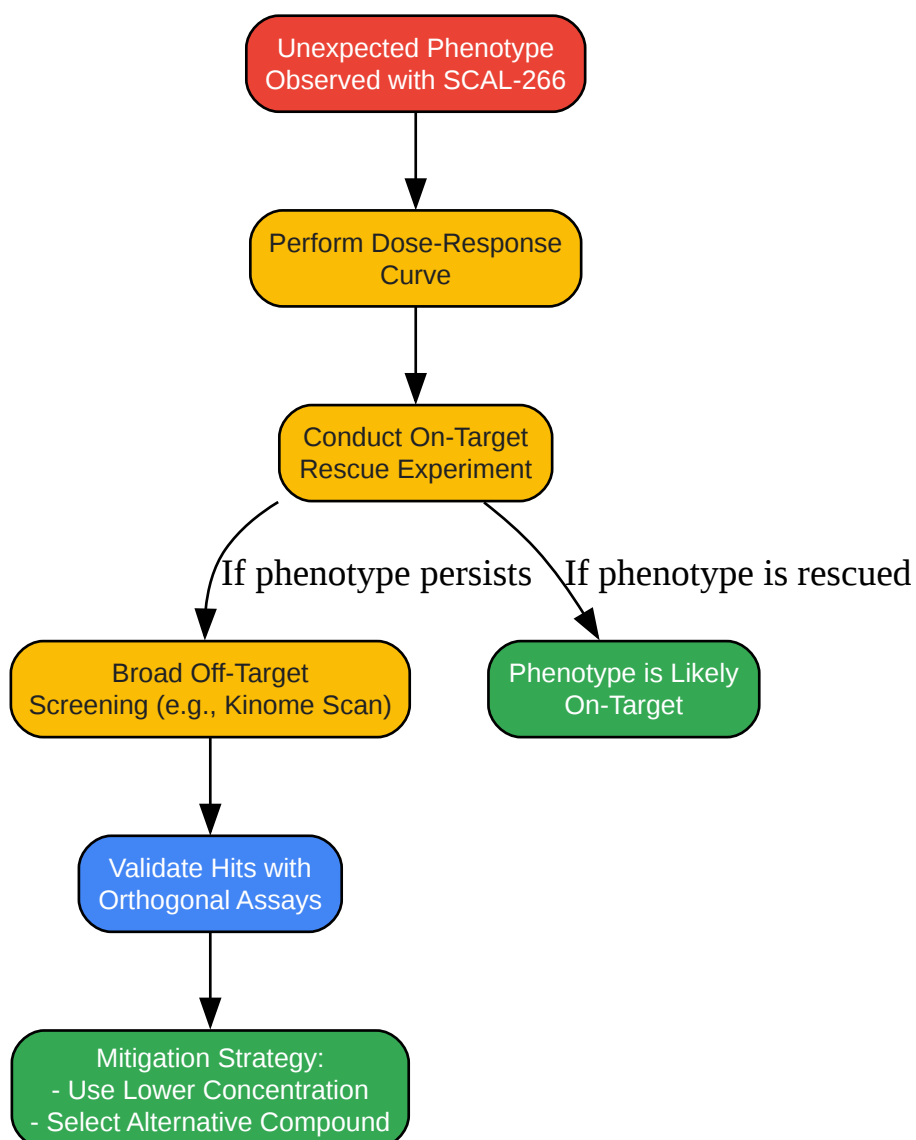 Unexpected Phenotype
Observed with SCAL-266
Perform Dose-Response
Curve
Conduct On-Target
Rescue Experiment
If phenotype persists
If phenotype is rescued
Broad Off-Target
Screening (e.g., Kinome Scan)
Phenotype is Likely
On-Target
Validate Hits with
Orthogonal Assays
Mitigation Strategy:
- Use Lower Concentration
- Select Alternative Compound